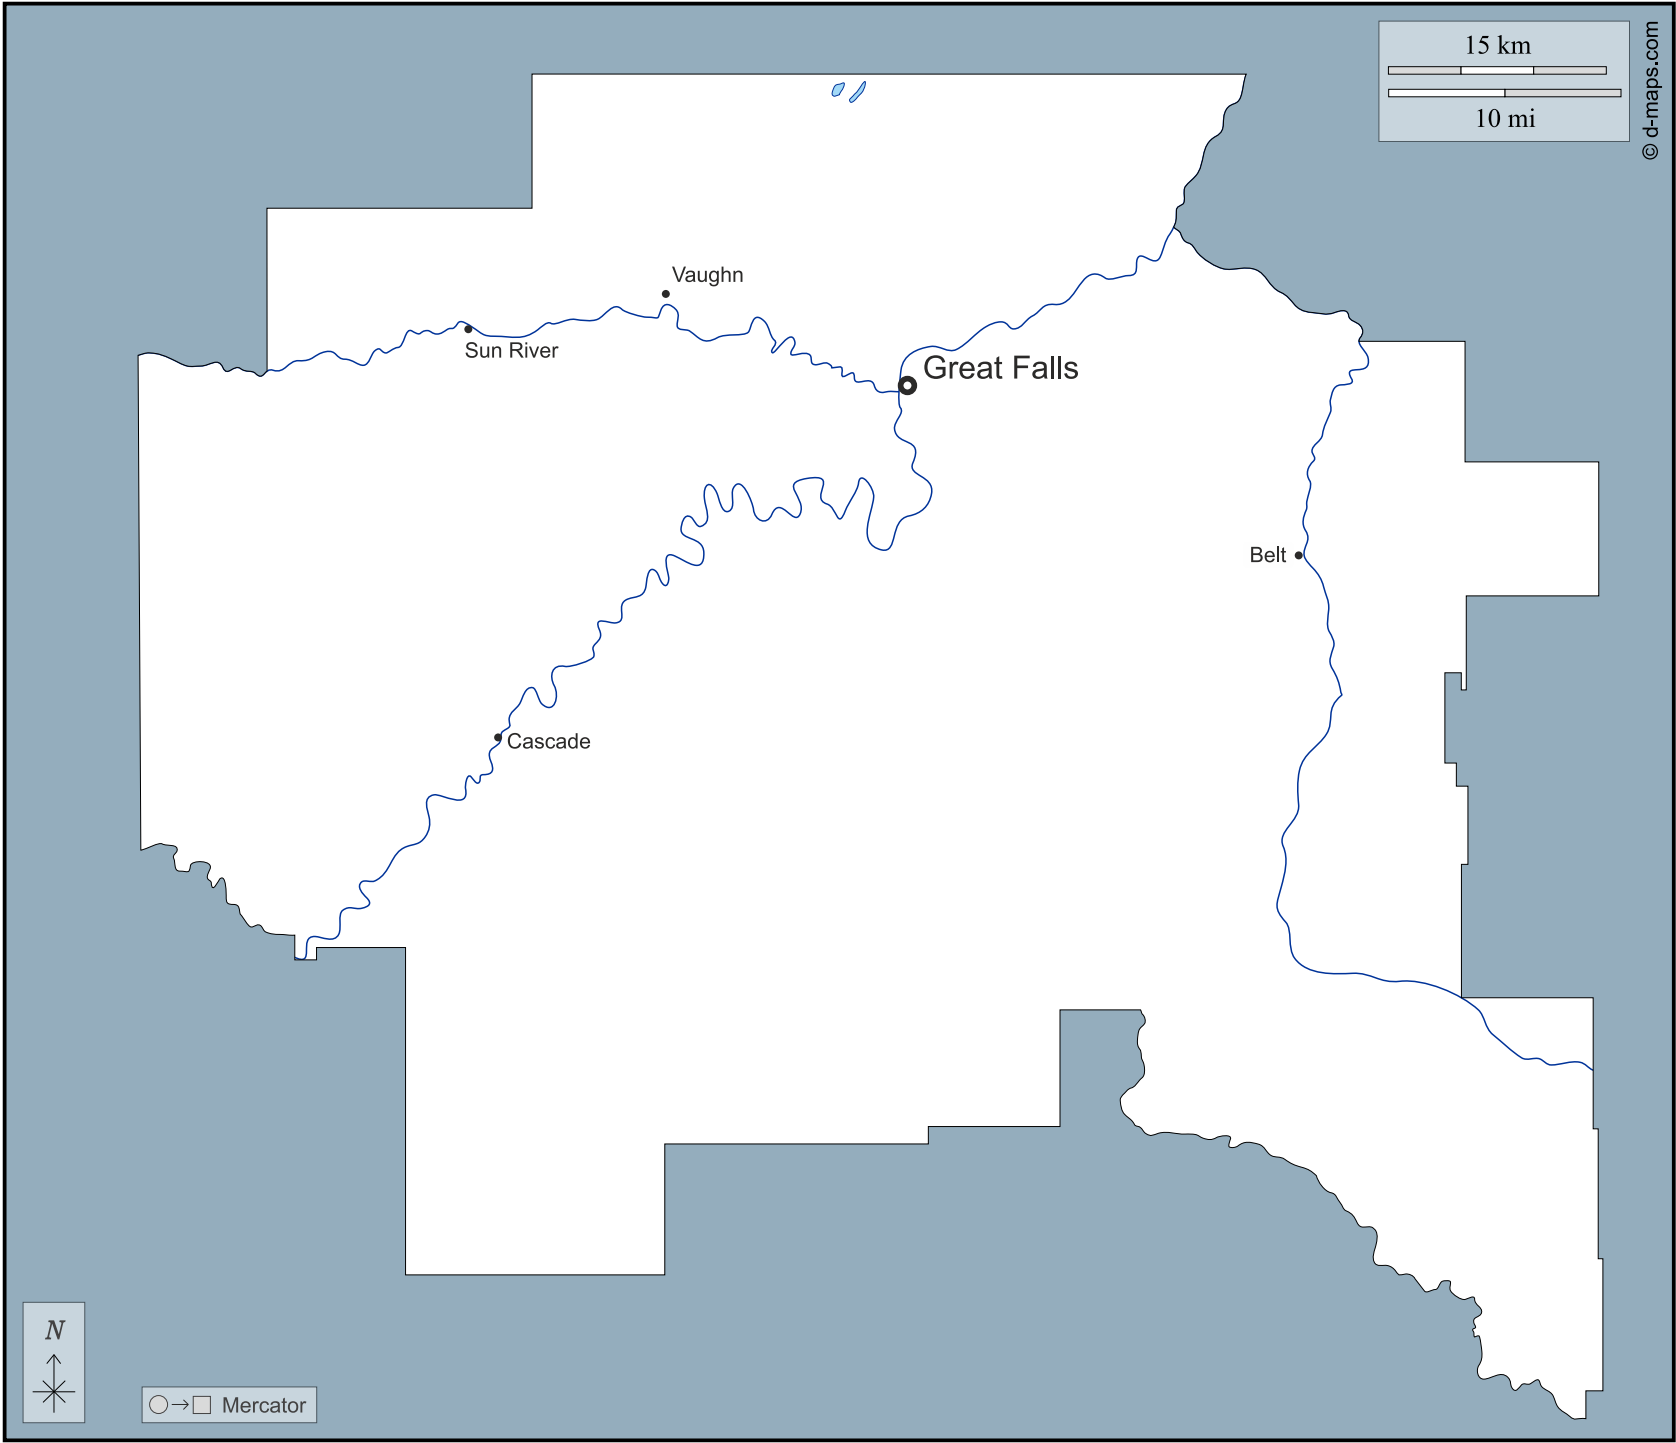 15 km
10 mi
© d-maps.com
Vaughn
Sun River
Great Falls
Belt
Cascade
N
Mercator